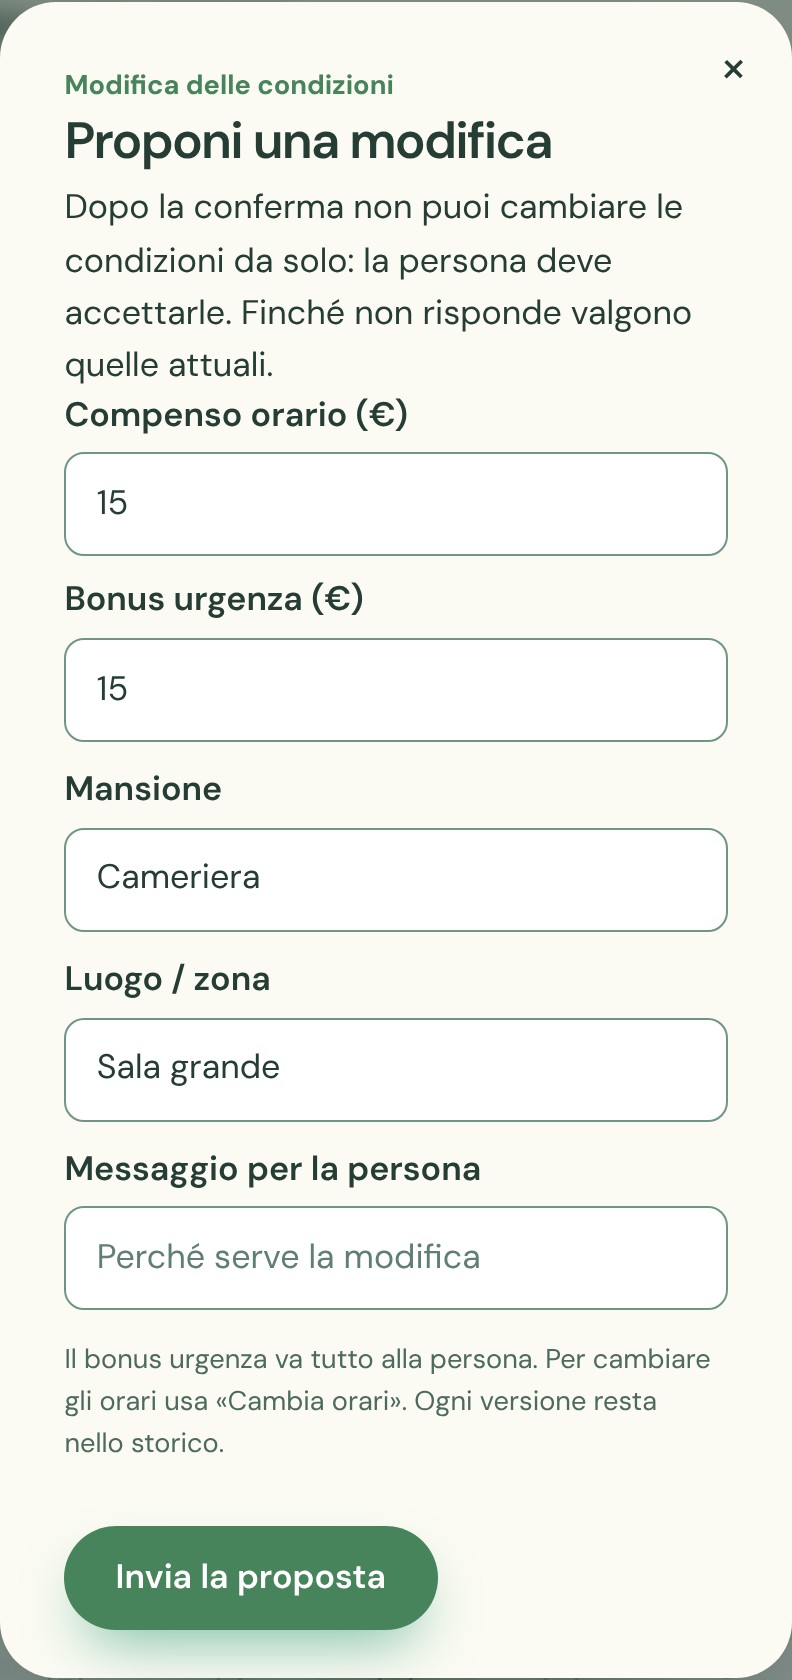 Modifica delle condizioni
×
Proponi una modifica
Dopo la conferma non puoi cambiare le
condizioni da solo: la persona deve
accettarle. Finché non risponde valgono
quelle attuali.
Compenso orario (€)
15
Bonus urgenza (€)
15
Mansione
Cameriera
Luogo / zona
Sala grande
Messaggio per la persona
Perché serve la modifica
Il bonus urgenza va tutto alla persona. Per cambiare
gli orari usa «Cambia orari». Ogni versione resta
nello storico.
Invia la proposta